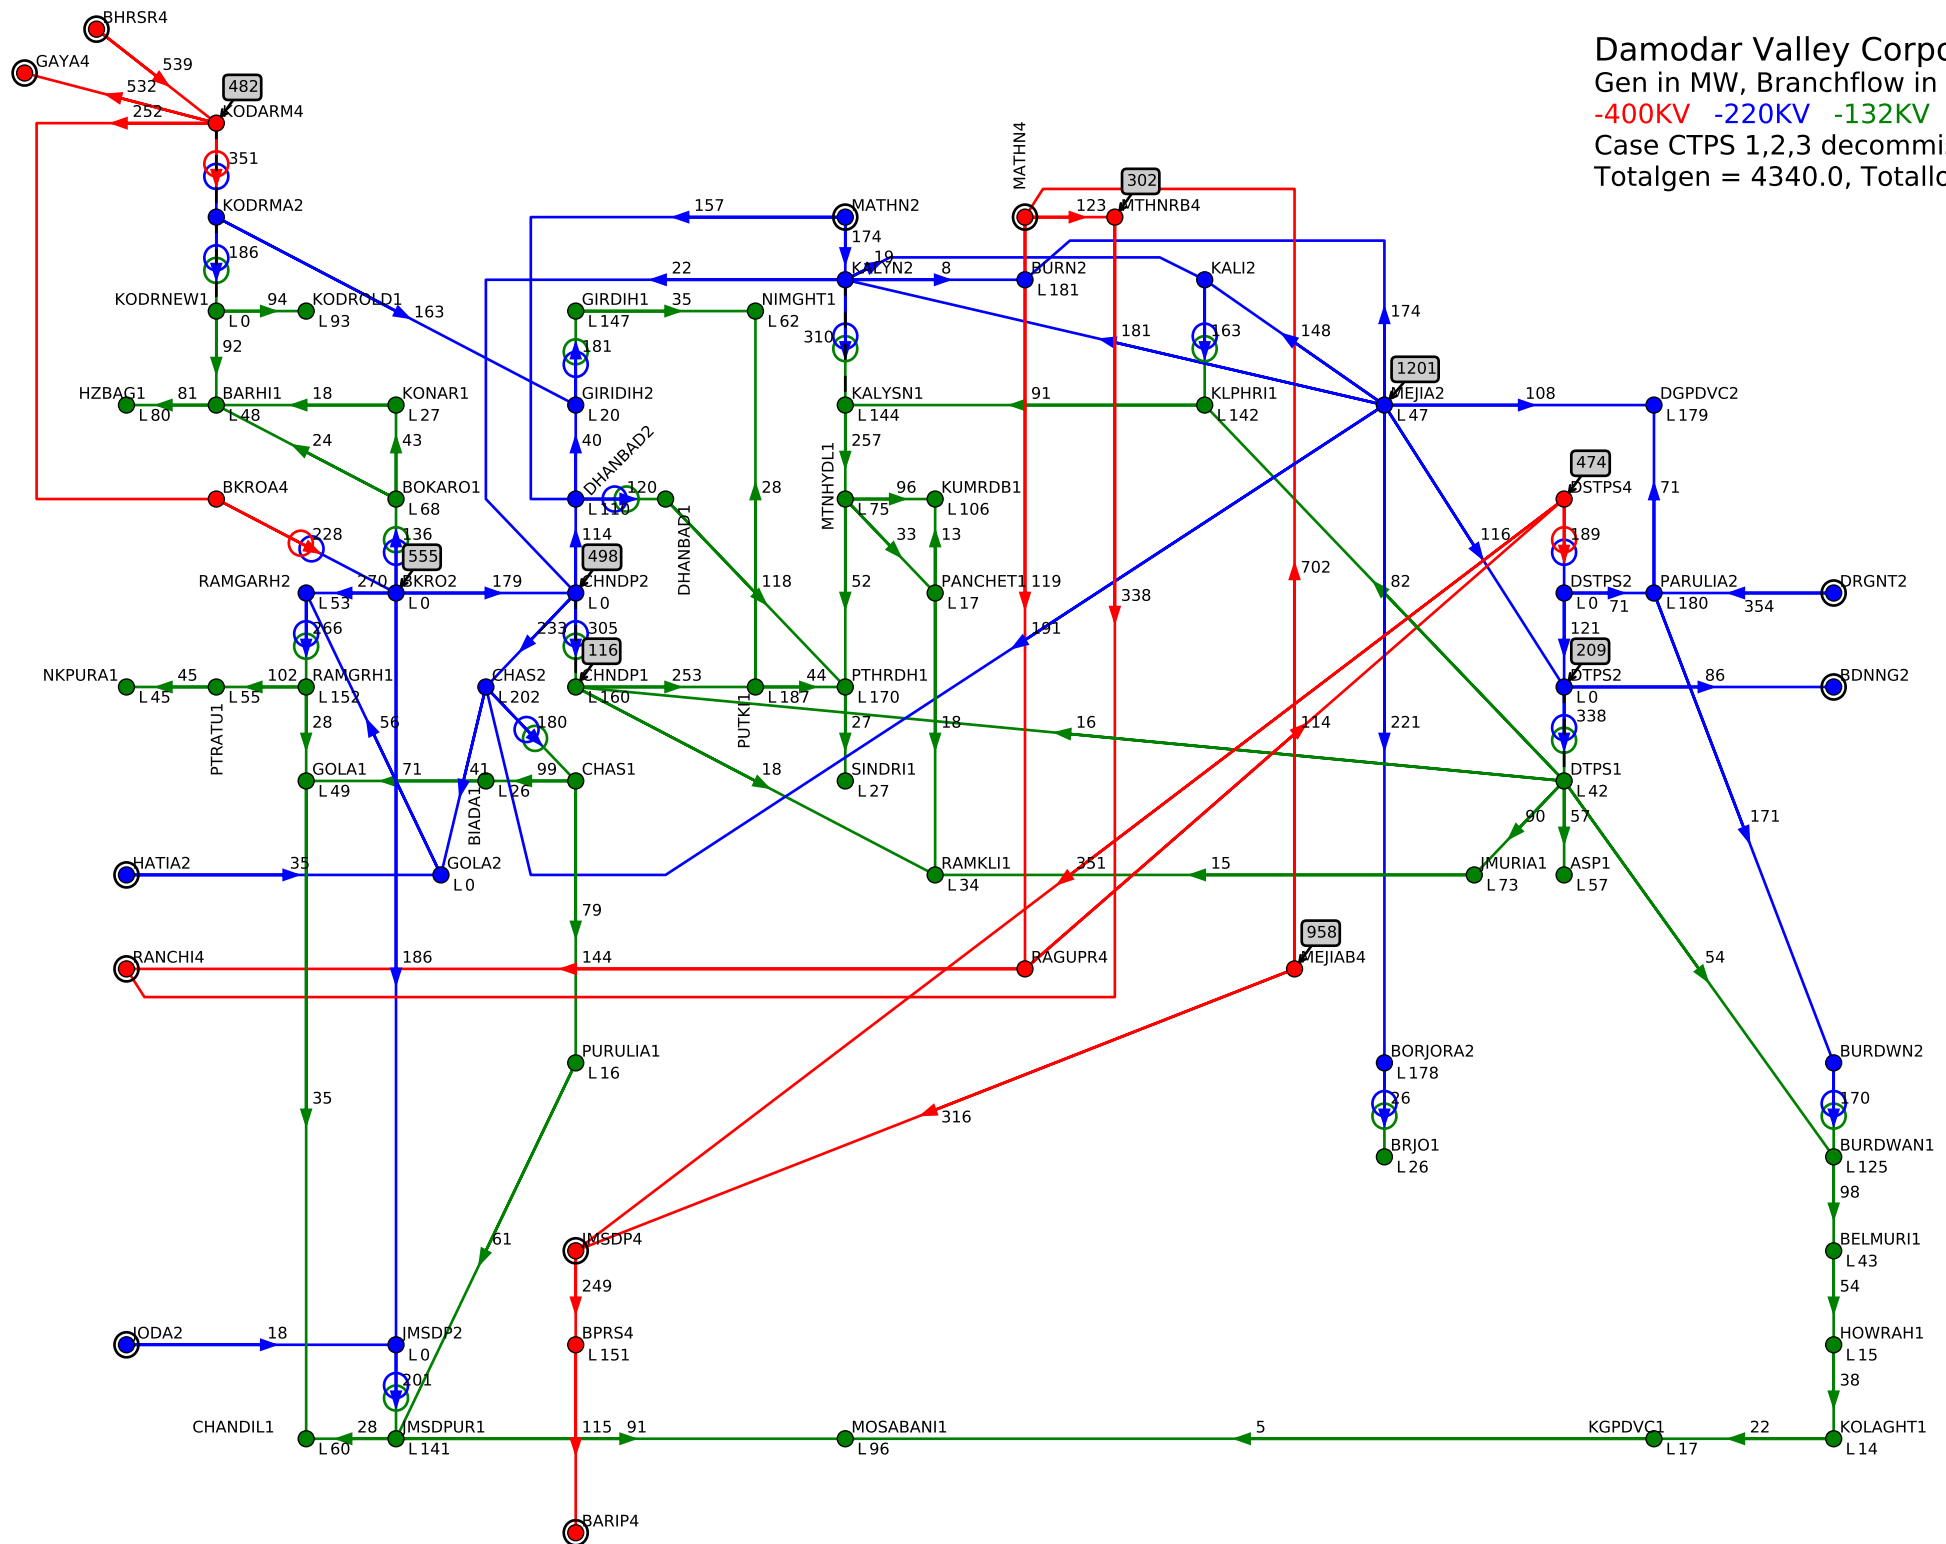 BHRSR4
Damodar Valley Corpo
GAYA4
539
Gen in MW, Branchflow in
532
482
-400KV -220KV -132KV
252
KODARM4
Case CTPS 1,2,3 decommi
351
MATHN4
302
Totalgen = 4340.0, Totallo
KODRMA2
157
MATHN2
123
MTHNRB4
174
186
19
22
KALYN2
8
BURN2
L 181
KALI2
KODRNEW1
L 0
94
KODROLD1
L 93
163
GIRDIH1
L 147
35
NIMGHT1
L 62
174
92
181
310
181
163
148
1201
HZBAG1
L 80
81
BARHI1
L 48
18
KONAR1
L 27
GIRIDIH2
L 20
KALYSN1
L 144
91
KLPHRI1
L 142
MEJIA2
L 47
108
DGPDVC2
L 179
24
43
40
DHANBAD2
257
MTNHYDL1
474
BKROA4
BOKARO1
L 68
L 110
120
28
L 75
96
KUMRDB1
L 106
DSTPS4
71
228
136
114
DHANBAD1
33
13
116
189
555
498
RAMGARH2
L 53
270
BKRO2
L 0
179
CHNDP2
L 0
118
PANCHET1
L 17
119
338
702
82
DSTPS2
L 0
71
PARULIA2
L 180
354
DRGNT2
266
233
305
52
191
121
116
209
NKPURA1
L 45
45
L 55
PTRATU1
102
RAMGRH1
L 152
CHAS2
L 202
CHNDP1
L 160
253
PUTKI1
L 187
44
PTHRDH1
L 170
DTPS2
L 0
86
BDNNG2
28
56
180
27
18
16
114
221
338
GOLA1
L 49
71
41
BIADA1
L 26
99
CHAS1
18
SINDRI1
L 27
DTPS1
L 42
90
57
171
HATIA2
35
GOLA2
L 0
RAMKLI1
L 34
351
15
JMURIA1
L 73
ASP1
L 57
79
958
RANCHI4
186
144
RAGUPR4
MEJIAB4
54
PURULIA1
L 16
BORJORA2
L 178
BURDWN2
35
316
26
170
BRJO1
L 26
BURDWAN1
L 125
98
61
JMSDP4
BELMURI1
L 43
249
54
JODA2
18
JMSDP2
L 0
BPRS4
L 151
HOWRAH1
L 15
201
38
CHANDIL1
L 60
28
JMSDPUR1
L 141
115
91
MOSABANI1
L 96
5
KGPDVC1
L 17
22
KOLAGHT1
L 14
BARIP4